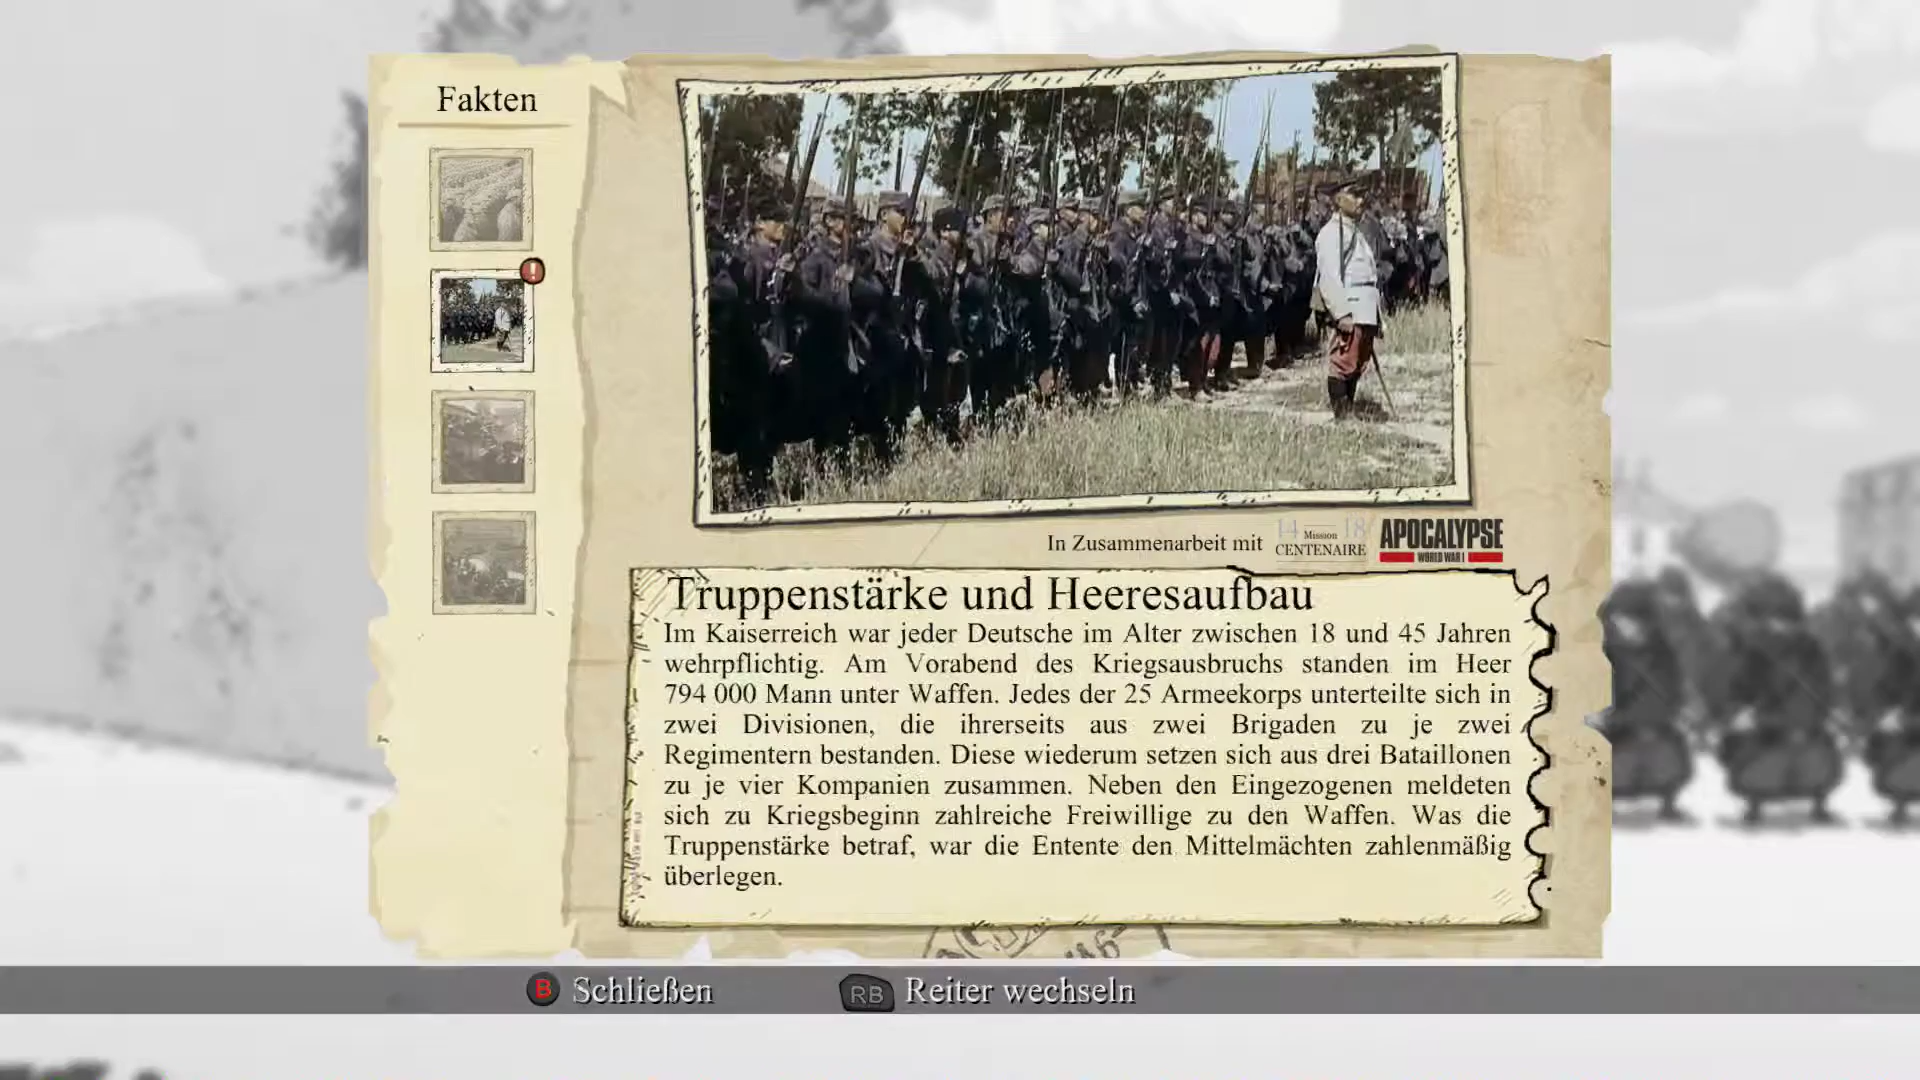 Fakten
In Zusammenarbeit mit
14 18
Mission
CENTENAIRE
APOCALYPSE
WORLD WAR I
Truppenstärke und Heeresaufbau
Im Kaiserreich war jeder Deutsche im Alter zwischen 18 und 45 Jahren
wehrpflichtig. Am Vorabend des Kriegsausbruchs standen im Heer
794 000 Mann unter Waffen. Jedes der 25 Armeekorps unterteilte sich in
zwei Divisionen, die ihrerseits aus zwei Brigaden zu je zwei
Regimentern bestanden. Diese wiederum setzen sich aus drei Bataillonen
zu je vier Kompanien zusammen. Neben den Eingezogenen meldeten
sich zu Kriegsbeginn zahlreiche Freiwillige zu den Waffen. Was die
Truppenstärke betraf, war die Entente den Mittelmächten zahlenmäßig
überlegen.
B Schließen
RB Reiter wechseln